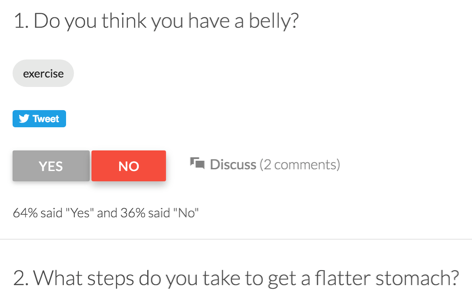 1. Do you think you have a belly?
exercise
Tweet
YES NO Discuss (2 comments)
64% said "Yes" and 36% said "No"
2. What steps do you take to get a flatter stomach?